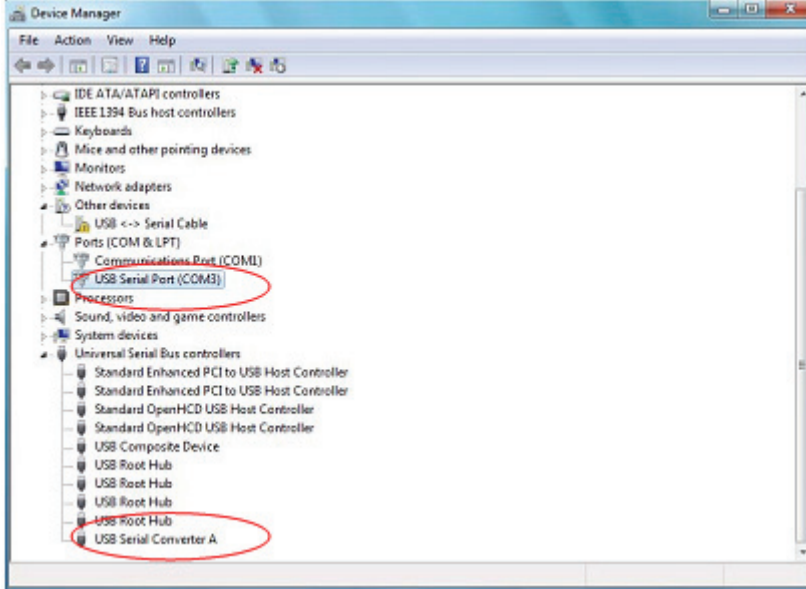 Device Manager
File Action View Help
IDE ATA/ATAPI controllers
IEEE 1394 Bus host controllers
Keyboards
Mice and other pointing devices
Monitors
Network adapters
Other devices
USB <-> Serial Cable
Ports (COM & LPT)
Communications Port (COM1)
USB Serial Port (COM3)
Processors
Sound, video and game controllers
System devices
Universal Serial Bus controllers
Standard Enhanced PCI to USB Host Controller
Standard Enhanced PCI to USB Host Controller
Standard OpenHCD USB Host Controller
Standard OpenHCD USB Host Controller
USB Composite Device
USB Root Hub
USB Root Hub
USB Root Hub
USB Root Hub
USB Serial Converter A